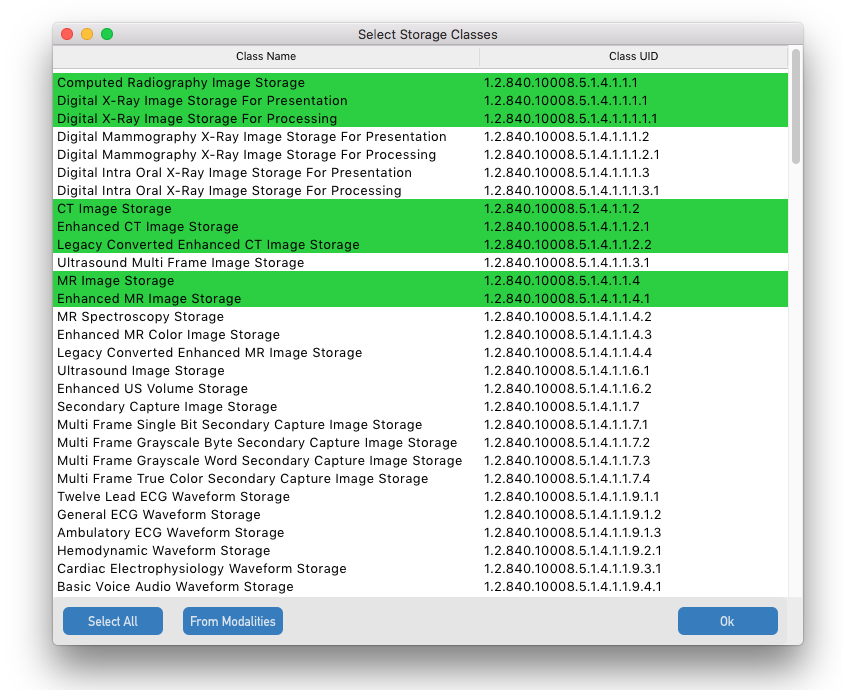 Select Storage Classes
Class Name Class UID
Computed Radiography Image Storage 1.2.840.10008.5.1.4.1.1.1
Digital X-Ray Image Storage For Presentation 1.2.840.10008.5.1.4.1.1.1.1
Digital X-Ray Image Storage For Processing 1.2.840.10008.5.1.4.1.1.1.1.1
Digital Mammography X-Ray Image Storage For Presentation 1.2.840.10008.5.1.4.1.1.1.2
Digital Mammography X-Ray Image Storage For Processing 1.2.840.10008.5.1.4.1.1.1.2.1
Digital Intra Oral X-Ray Image Storage For Presentation 1.2.840.10008.5.1.4.1.1.1.3
Digital Intra Oral X-Ray Image Storage For Processing 1.2.840.10008.5.1.4.1.1.1.3.1
CT Image Storage 1.2.840.10008.5.1.4.1.1.2
Enhanced CT Image Storage 1.2.840.10008.5.1.4.1.1.2.1
Legacy Converted Enhanced CT Image Storage 1.2.840.10008.5.1.4.1.1.2.2
Ultrasound Multi Frame Image Storage 1.2.840.10008.5.1.4.1.1.3.1
MR Image Storage 1.2.840.10008.5.1.4.1.1.4
Enhanced MR Image Storage 1.2.840.10008.5.1.4.1.1.4.1
MR Spectroscopy Storage 1.2.840.10008.5.1.4.1.1.4.2
Enhanced MR Color Image Storage 1.2.840.10008.5.1.4.1.1.4.3
Legacy Converted Enhanced MR Image Storage 1.2.840.10008.5.1.4.1.1.4.4
Ultrasound Image Storage 1.2.840.10008.5.1.4.1.1.6.1
Enhanced US Volume Storage 1.2.840.10008.5.1.4.1.1.6.2
Secondary Capture Image Storage 1.2.840.10008.5.1.4.1.1.7
Multi Frame Single Bit Secondary Capture Image Storage 1.2.840.10008.5.1.4.1.1.7.1
Multi Frame Grayscale Byte Secondary Capture Image Storage 1.2.840.10008.5.1.4.1.1.7.2
Multi Frame Grayscale Word Secondary Capture Image Storage 1.2.840.10008.5.1.4.1.1.7.3
Multi Frame True Color Secondary Capture Image Storage 1.2.840.10008.5.1.4.1.1.7.4
Twelve Lead ECG Waveform Storage 1.2.840.10008.5.1.4.1.1.9.1.1
General ECG Waveform Storage 1.2.840.10008.5.1.4.1.1.9.1.2
Ambulatory ECG Waveform Storage 1.2.840.10008.5.1.4.1.1.9.1.3
Hemodynamic Waveform Storage 1.2.840.10008.5.1.4.1.1.9.2.1
Cardiac Electrophysiology Waveform Storage 1.2.840.10008.5.1.4.1.1.9.3.1
Basic Voice Audio Waveform Storage 1.2.840.10008.5.1.4.1.1.9.4.1
Select All From Modalities Ok